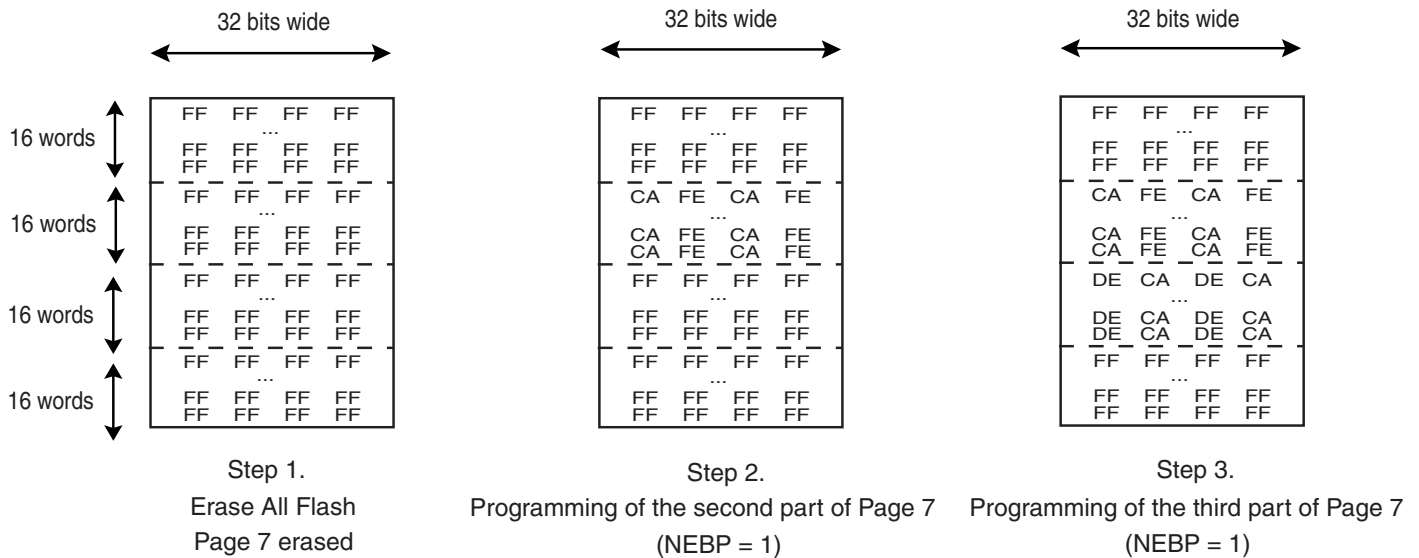 32 bits wide 32 bits wide 32 bits wide
16 words FF FF FF FF FF FF FF FF FF FF FF FF
... ... ...
FF FF FF FF FF FF FF FF FF FF FF FF
FF FF FF FF FF FF FF FF FF FF FF FF
16 words FF FF FF FF CA FE CA FE CA FE CA FE
... ... ...
FF FF FF FF CA FE CA FE CA FE CA FE
FF FF FF FF CA FE CA FE CA FE CA FE
16 words FF FF FF FF FF FF FF FF DE CA DE CA
... ... ...
FF FF FF FF FF FF FF FF DE CA DE CA
FF FF FF FF FF FF FF FF DE CA DE CA
16 words FF FF FF FF FF FF FF FF FF FF FF FF
... ... ...
FF FF FF FF FF FF FF FF FF FF FF FF
FF FF FF FF FF FF FF FF FF FF FF FF
Step 1. Step 2. Step 3.
Erase All Flash Programming of the second part of Page 7 Programming of the third part of Page 7
Page 7 erased (NEBP = 1) (NEBP = 1)